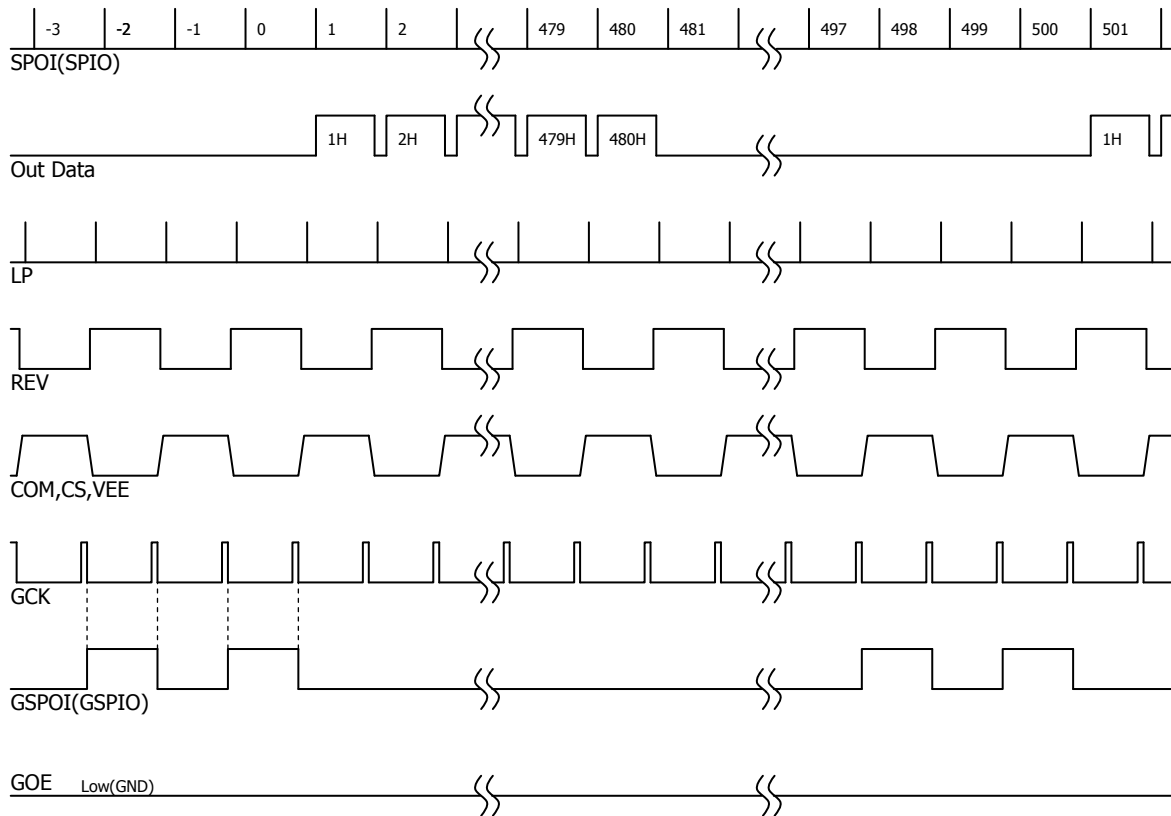 -3 -2 -1 0 1 2 479 480 481 497 498 499 500 501
SPOI(SPIO)
1H 2H 479H 480H 1H
Out Data
LP
REV
COM,CS,VEE
GCK
GSPOI(GSPIO)
GOE Low(GND)